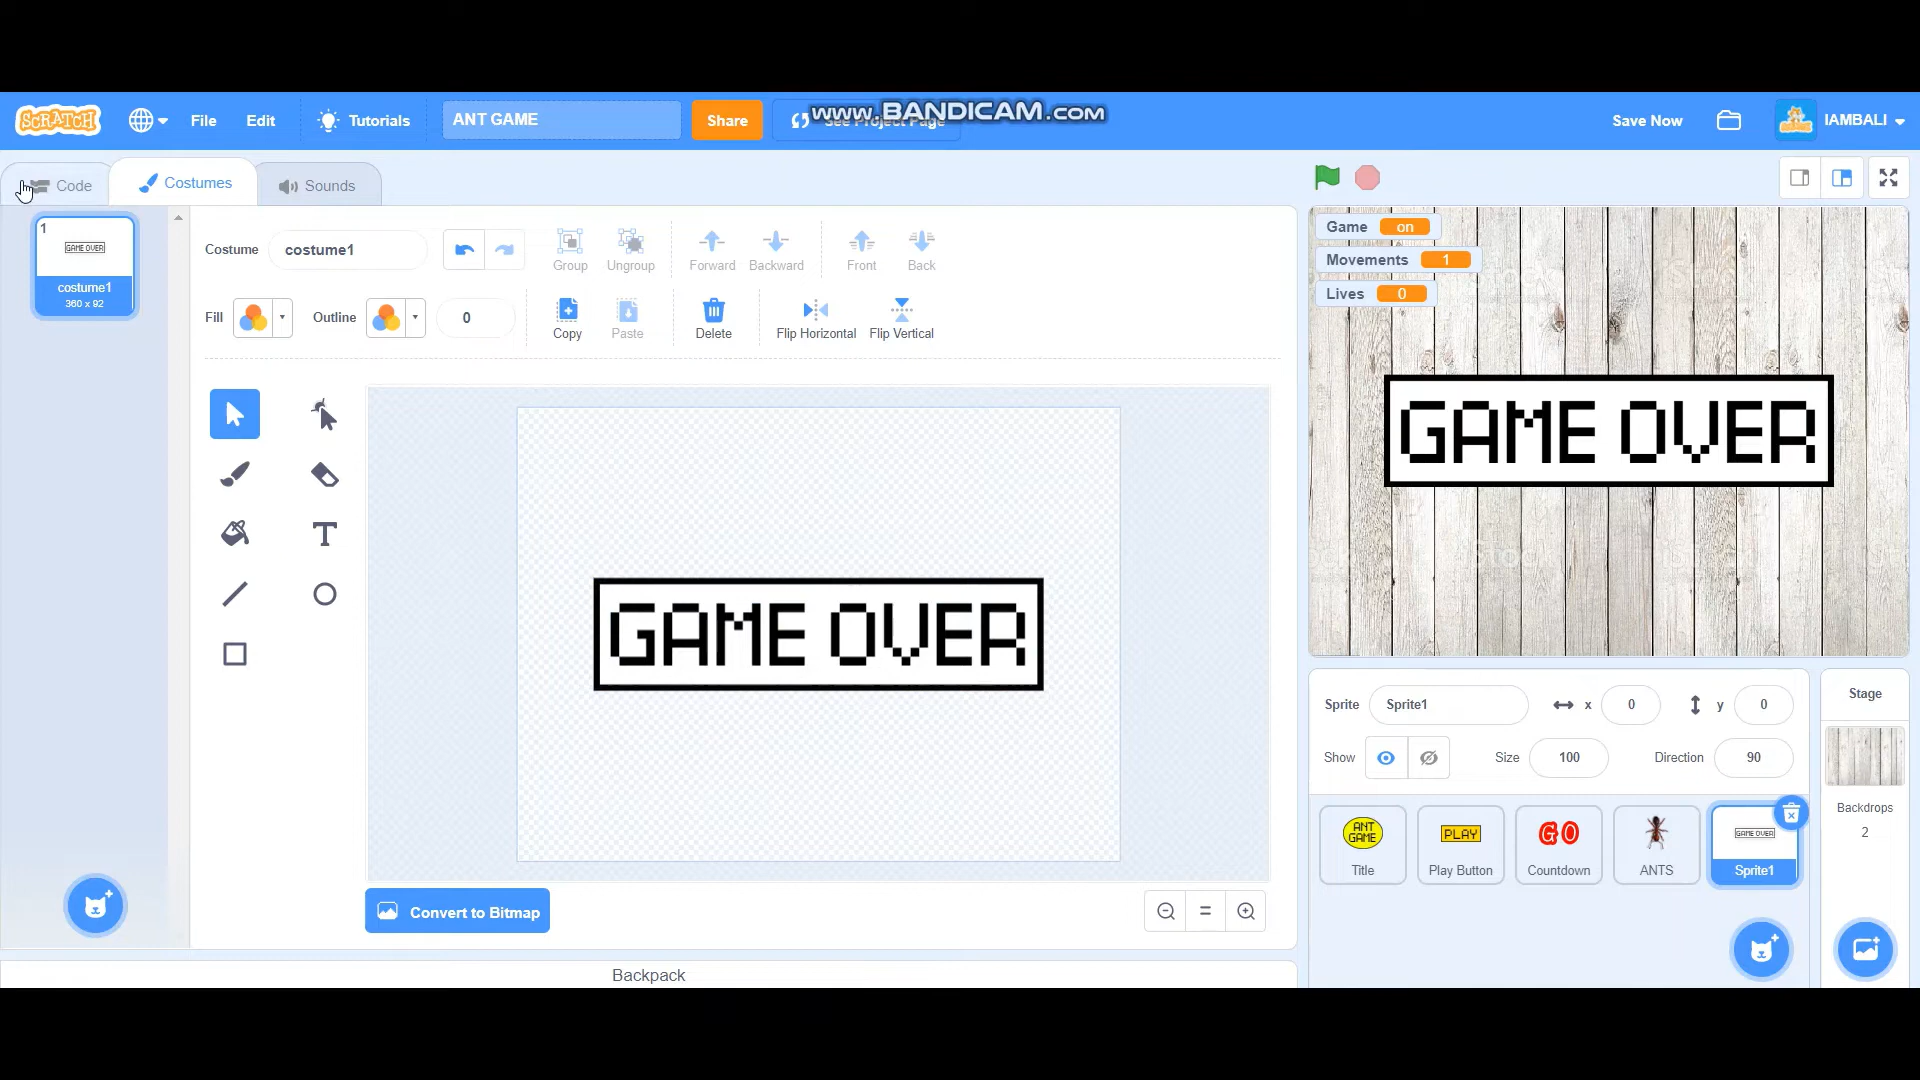 SCRATCH
File
Edit
Tutorials
ANT GAME
Share
See Project Page
www.BANDICAM.com
Save Now
IAMBALI
Code
Costumes
Sounds
1
GAME OVER
costume1
360 x 92
Costume
costume1
Group
Ungroup
Forward
Backward
Front
Back
Fill
Outline
0
Copy
Paste
Delete
Flip Horizontal
Flip Vertical
GAME OVER
Convert to Bitmap
Backpack
Game on
Movements 1
Lives 0
GAME OVER
Sprite
Sprite1
x
0
y
0
Show
Size
100
Direction
90
ANT GAME
Title
PLAY
Play Button
GO
Countdown
ANTS
GAME OVER
Sprite1
Stage
Backdrops
2